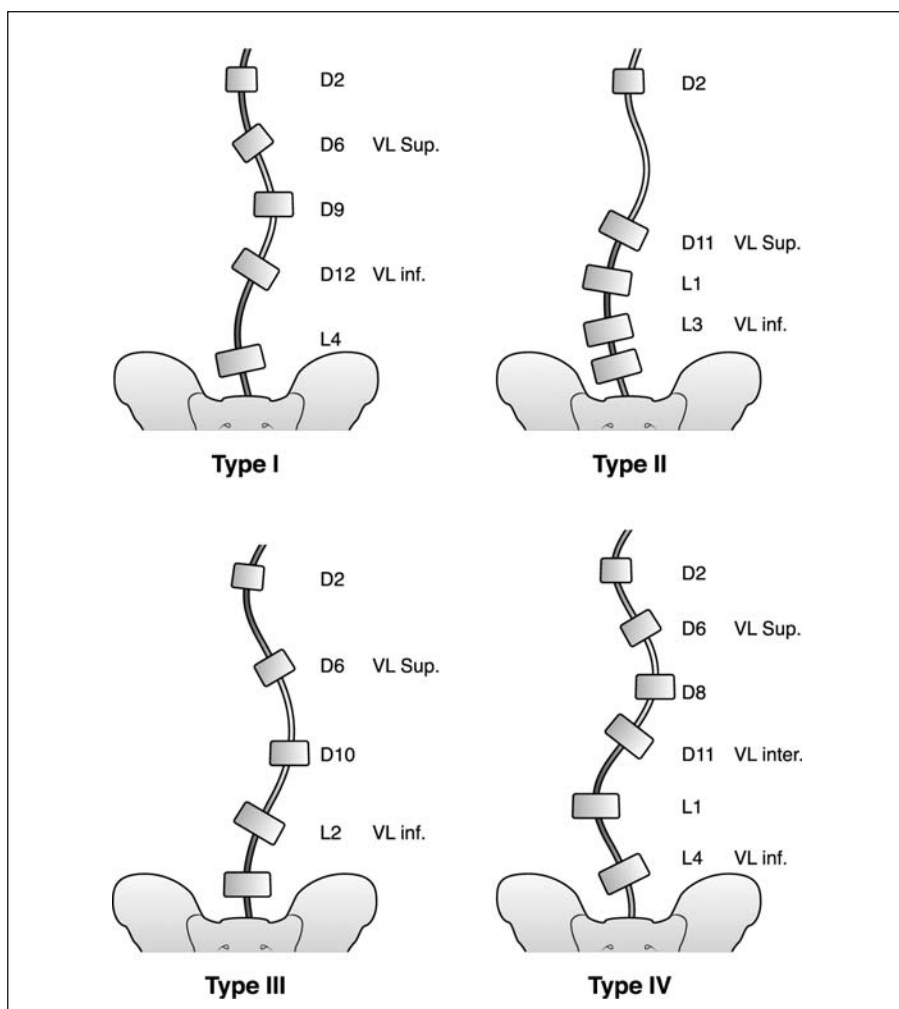 D2
D6 VL Sup.
D9
D12 VL inf.
L4
Type I
D2
D11 VL Sup.
L1
L3 VL inf.
Type II
D2
D6 VL Sup.
D10
L2 VL inf.
Type III
D2
D6 VL Sup.
D8
D11 VL inter.
L1
L4 VL inf.
Type IV